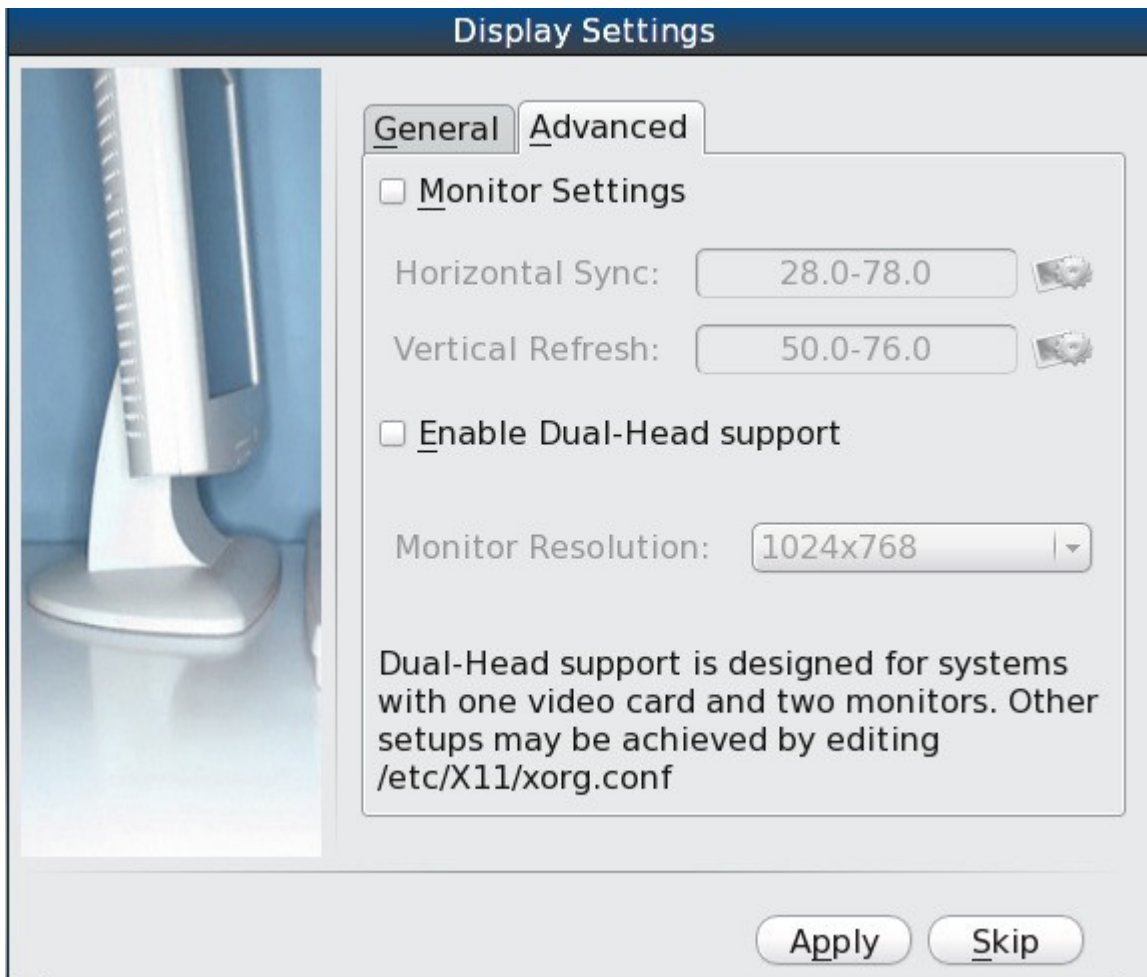 Display Settings
General
Advanced
Monitor Settings
Horizontal Sync: 28.0-78.0
Vertical Refresh: 50.0-76.0
Enable Dual-Head support
Monitor Resolution: 1024x768
Dual-Head support is designed for systems
with one video card and two monitors. Other
setups may be achieved by editing
/etc/X11/xorg.conf
Apply
Skip